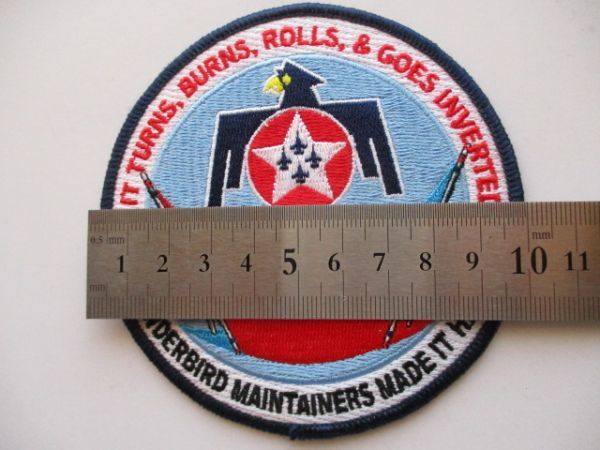 IT TURNS, BURNS, ROLLS, & GOES INVERTED
0.5 mm
mm
1 2 3 4 5 6 7 8 9 10 11
mm
MAINTAINERS MADE IT